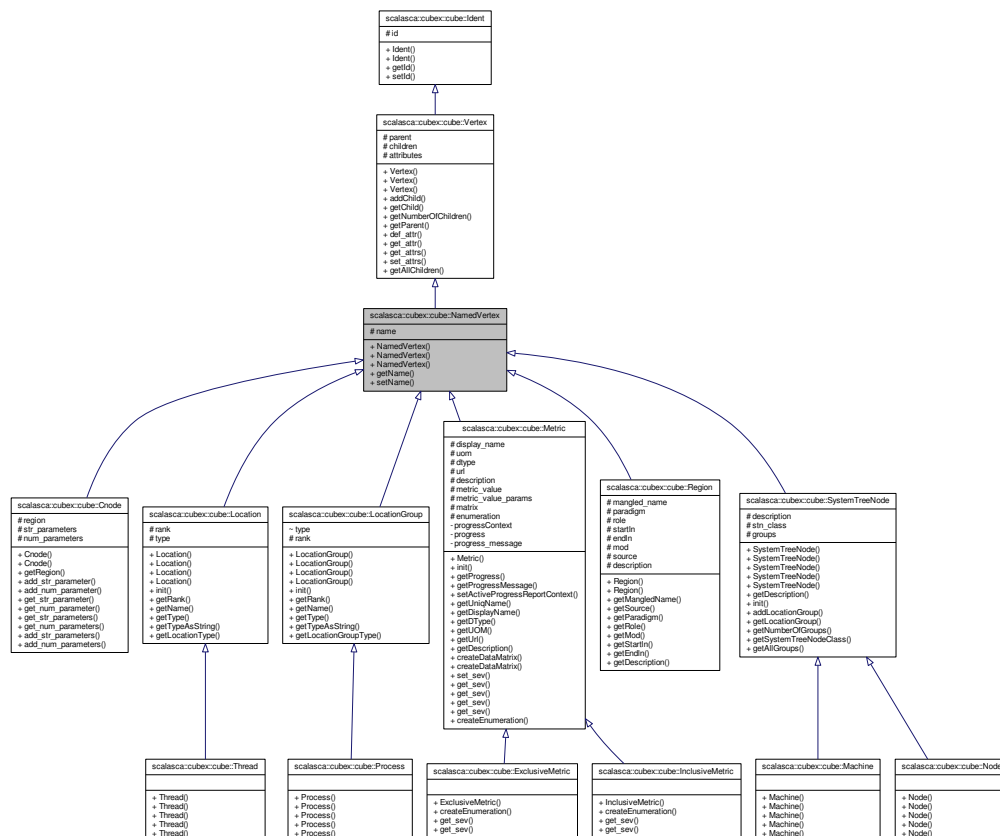 scalasca::cubex::cube::Ident
# id
+ Ident()
+ Ident()
+ getId()
+ setId()
scalasca::cubex::cube::Vertex
# parent
# children
# attributes
+ Vertex()
+ Vertex()
+ Vertex()
+ addChild()
+ getChild()
+ getNumberOfChildren()
+ getParent()
+ def_attr()
+ get_attr()
+ get_attrs()
+ set_attrs()
+ getAllChildren()
scalasca::cubex::cube::NamedVertex
# name
+ NamedVertex()
+ NamedVertex()
+ NamedVertex()
+ getName()
+ setName()
scalasca::cubex::cube::Cnode
# region
# str_parameters
# num_parameters
+ Cnode()
+ Cnode()
+ getRegion()
+ add_str_parameter()
+ add_num_parameter()
+ get_str_parameter()
+ get_num_parameter()
+ get_str_parameters()
+ get_num_parameters()
+ add_str_parameters()
+ add_num_parameters()
scalasca::cubex::cube::Location
# rank
# type
+ Location()
+ Location()
+ Location()
+ Location()
+ init()
+ getRank()
+ getName()
+ getType()
+ getTypeAsString()
+ getLocationType()
scalasca::cubex::cube::LocationGroup
~ type
# rank
+ LocationGroup()
+ LocationGroup()
+ LocationGroup()
+ LocationGroup()
+ init()
+ getRank()
+ getName()
+ getType()
+ getTypeAsString()
+ getLocationGroupType()
scalasca::cubex::cube::Metric
# display_name
# uom
# dtype
# url
# description
# metric_value
# metric_value_params
# matrix
# enumeration
- progressContext
- progress
- progress_message
+ Metric()
+ init()
+ getProgress()
+ getProgressMessage()
+ setActiveProgressReportContext()
+ getUniqName()
+ getDisplayName()
+ getDType()
+ getUOM()
+ getUrl()
+ getDescription()
+ createDataMatrix()
+ createDataMatrix()
+ set_sev()
+ get_sev()
+ get_sev()
+ get_sev()
+ get_sev()
+ createEnumeration()
scalasca::cubex::cube::Region
# mangled_name
# paradigm
# role
# startln
# endln
# mod
# source
# description
+ Region()
+ Region()
+ getMangledName()
+ getSource()
+ getParadigm()
+ getRole()
+ getMod()
+ getStartln()
+ getEndln()
+ getDescription()
scalasca::cubex::cube::SystemTreeNode
# description
# stn_class
# groups
+ SystemTreeNode()
+ SystemTreeNode()
+ SystemTreeNode()
+ SystemTreeNode()
+ SystemTreeNode()
+ getDescription()
+ init()
+ addLocationGroup()
+ getLocationGroup()
+ getNumberOfGroups()
+ getSystemTreeNodeClass()
+ getAllGroups()
scalasca::cubex::cube::Thread
+ Thread()
+ Thread()
+ Thread()
+ Thread()
+ Thread()
scalasca::cubex::cube::Process
+ Process()
+ Process()
+ Process()
+ Process()
+ Process()
scalasca::cubex::cube::ExclusiveMetric
+ ExclusiveMetric()
+ createEnumeration()
+ get_sev()
+ get_sev()
scalasca::cubex::cube::InclusiveMetric
+ InclusiveMetric()
+ createEnumeration()
+ get_sev()
+ get_sev()
scalasca::cubex::cube::Machine
+ Machine()
+ Machine()
+ Machine()
+ Machine()
+ Machine()
scalasca::cubex::cube::Node
+ Node()
+ Node()
+ Node()
+ Node()
+ Node()